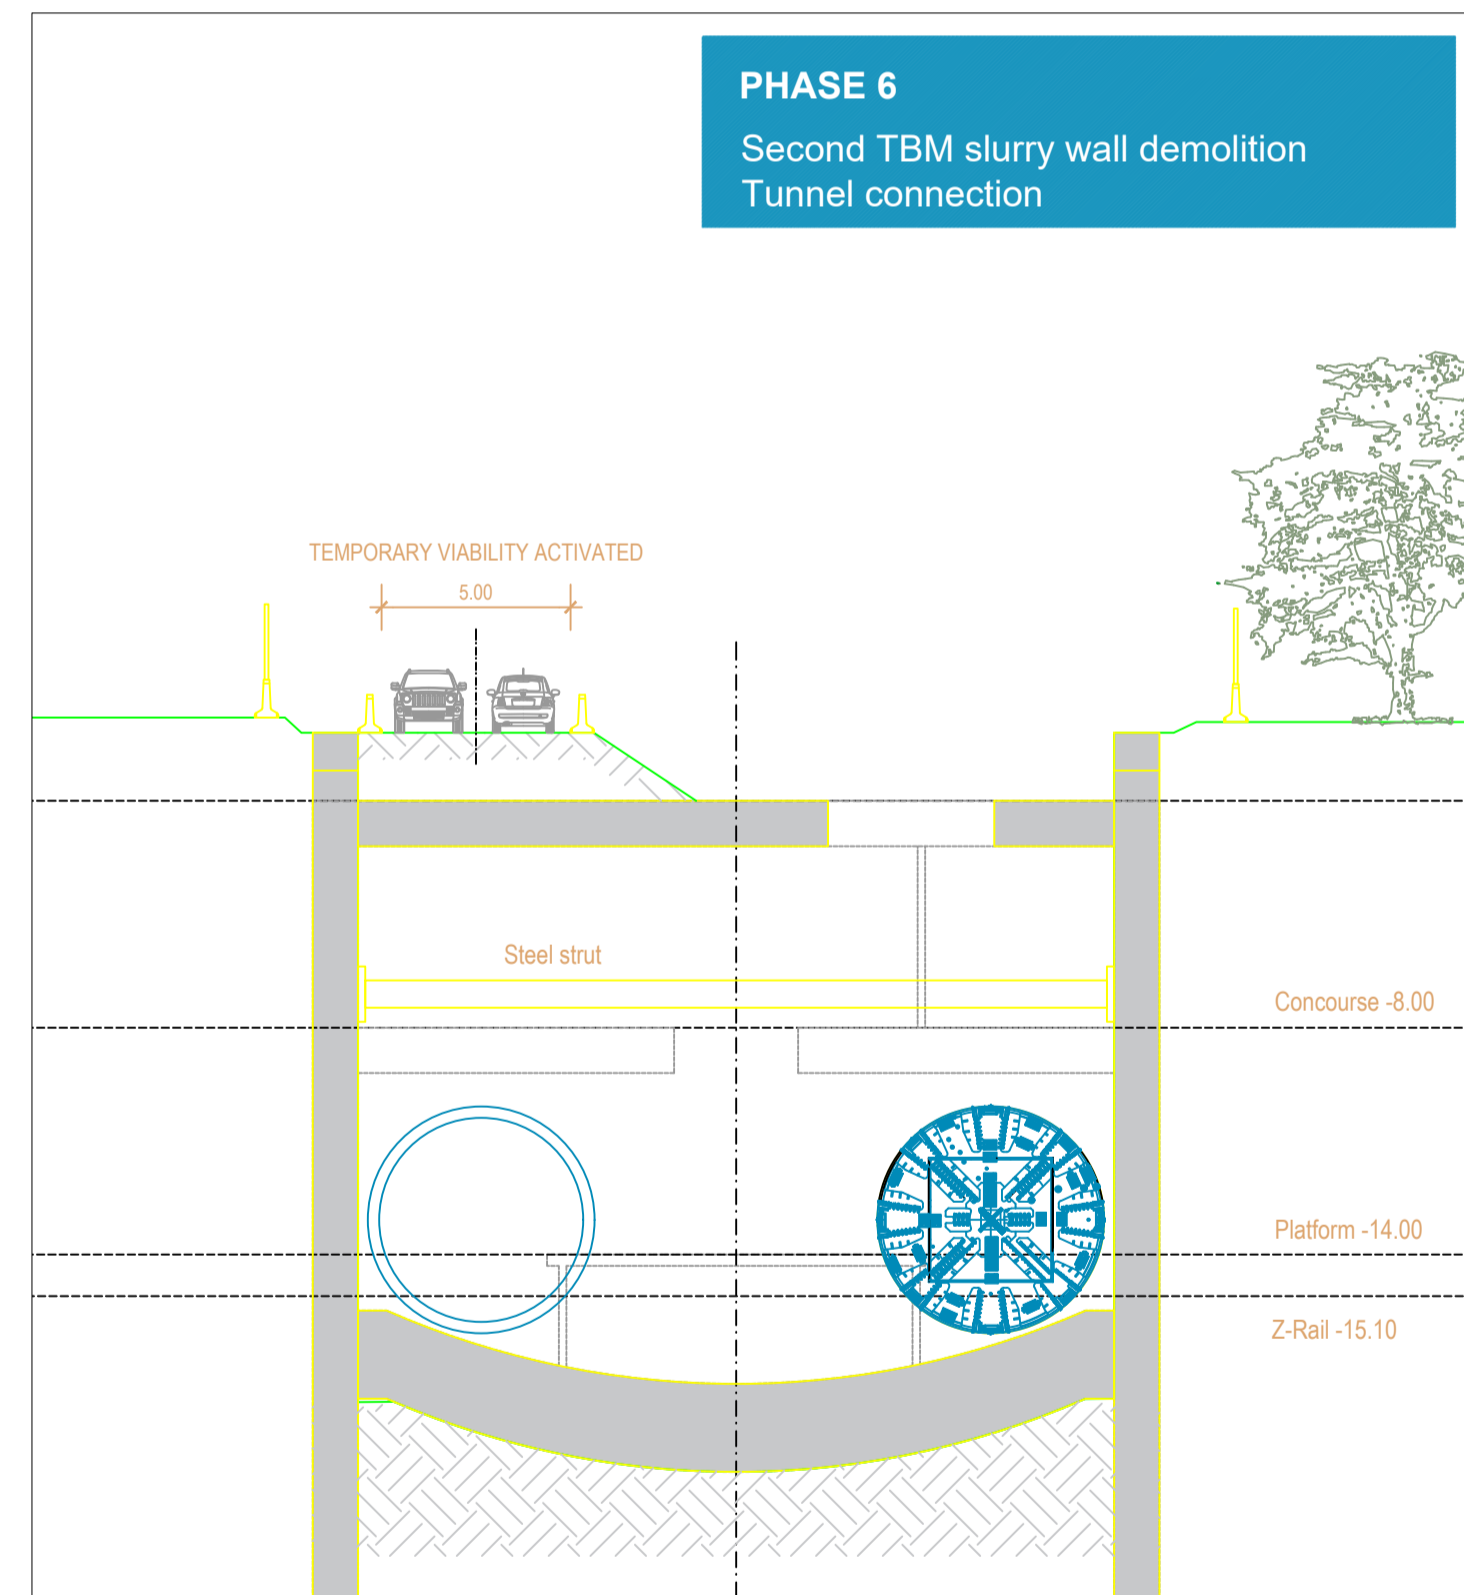 PHASE 6
Second TBM slurry wall demolition
Tunnel connection
TEMPORARY VIABILITY ACTIVATED
5.00
Steel strut
Concourse -8.00
Platform -14.00
Z-Rail -15.10